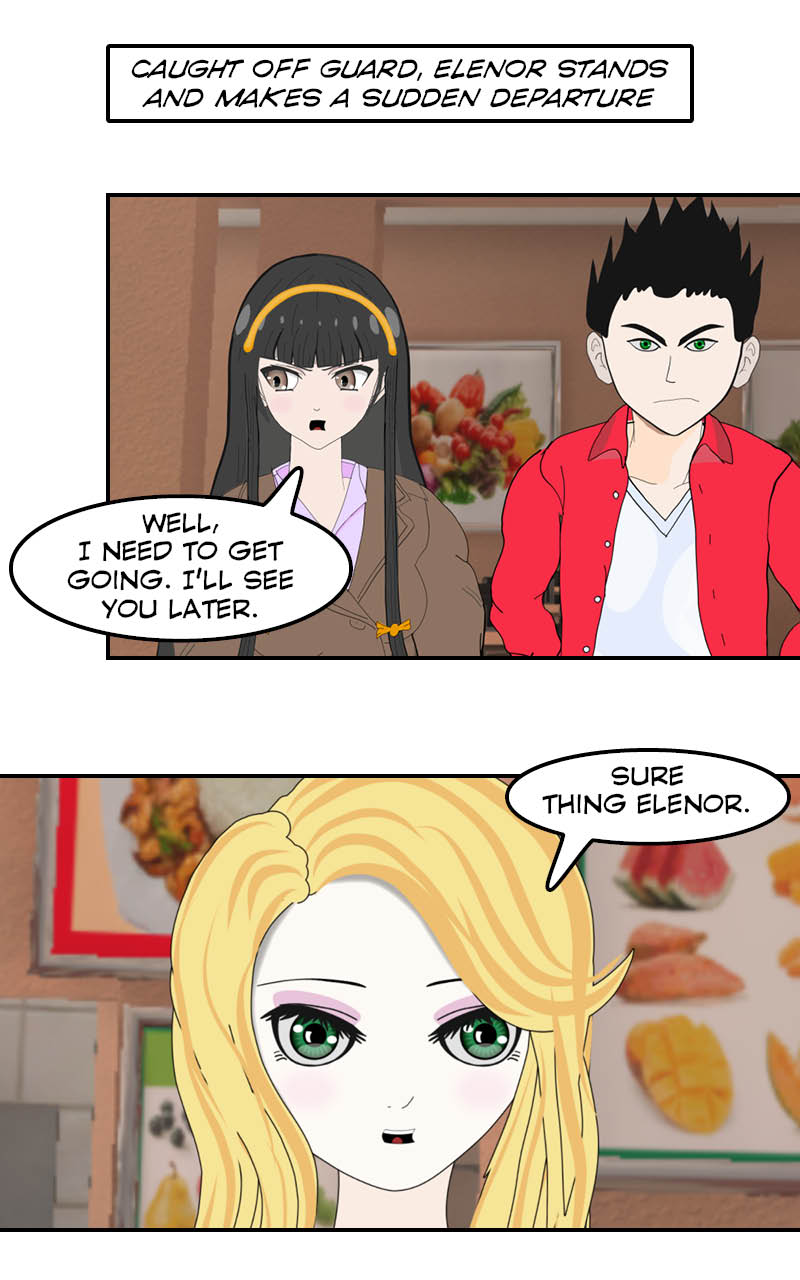 CAUGHT OFF GUARD, ELENOR STANDS
AND MAKES A SUDDEN DEPARTURE
WELL,
I NEED TO GET
GOING. I'LL SEE
YOU LATER.
SURE
THING ELENOR.